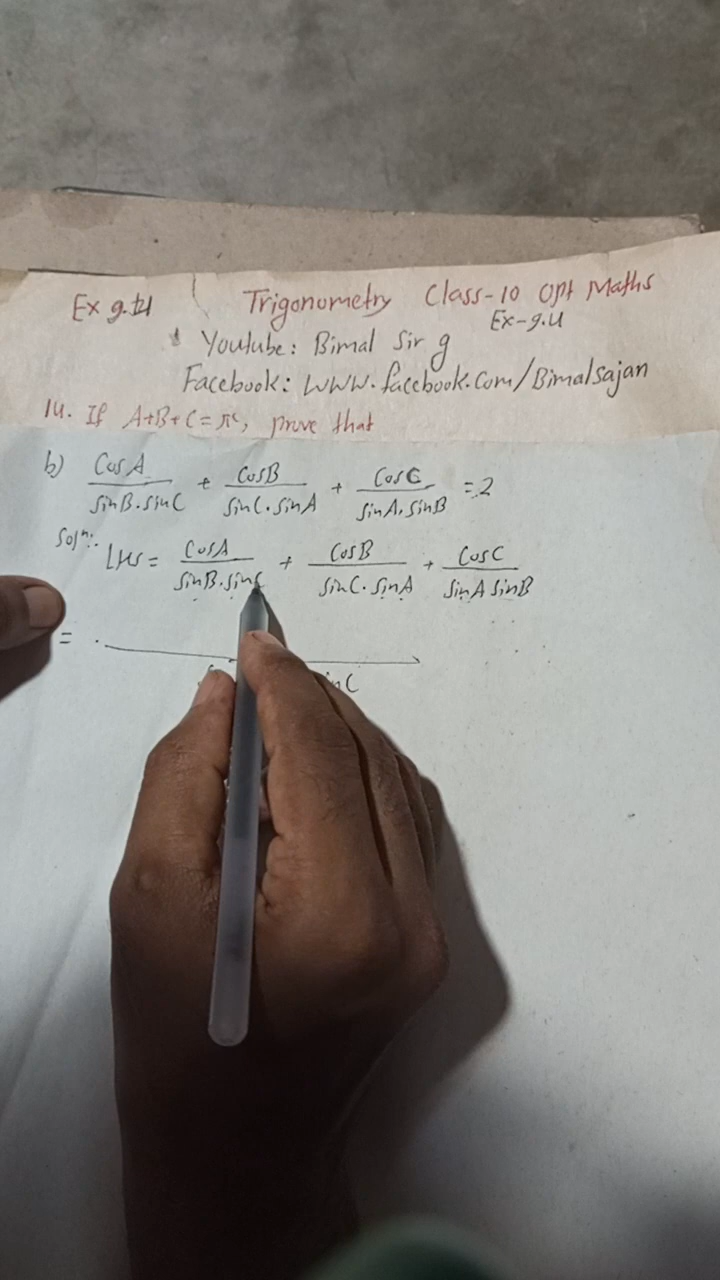 Ex 9.4 Trigonometry Class-10 Opt Maths
Ex-9.4
Youtube: Bimal Sir g
Facebook: www.facebook.com/Bimalsajan
14. If A+B+C=πᶜ, prove that
b) CosA/sinB.sinC + CosB/sinC.sinA + CosC/sinA.sinB = 2
Solⁿ:
LHS = CosA/sinB.sinC + CosB/sinC.sinA + CosC/sinA sinB
=